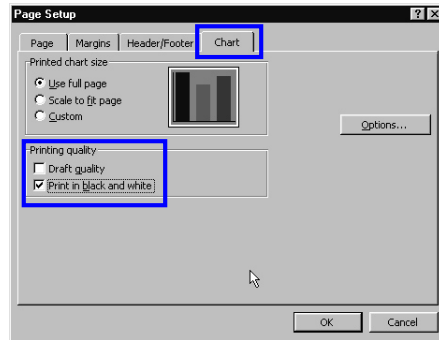 Page Setup
Page Margins Header/Footer Chart
Printed chart size
Use full page
Scale to fit page
Custom
Options...
Printing quality
Draft quality
Print in black and white
OK Cancel